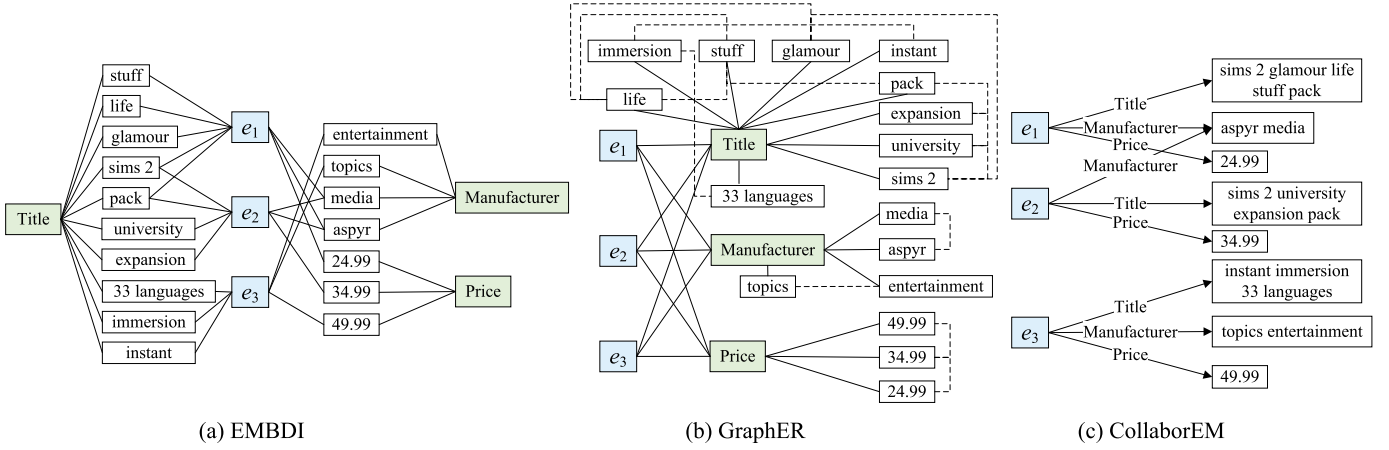 stuff
life
glamour
sims 2
pack
university
expansion
33 languages
immersion
instant
Title
e1
e2
e3
entertainment
topics
media
aspyr
24.99
34.99
49.99
Manufacturer
Price
(a) EMBDI
immersion
stuff
glamour
instant
life
pack
expansion
university
sims 2
33 languages
e1
e2
e3
Title
Manufacturer
Price
media
aspyr
topics
entertainment
49.99
34.99
24.99
(b) GraphER
e1
Title
Manufacturer
Price
sims 2 glamour life
stuff pack
aspyr media
24.99
e2
Manufacturer
Title
Price
sims 2 university
expansion pack
34.99
e3
Title
Manufacturer
Price
instant immersion
33 languages
topics entertainment
49.99
(c) CollaborEM